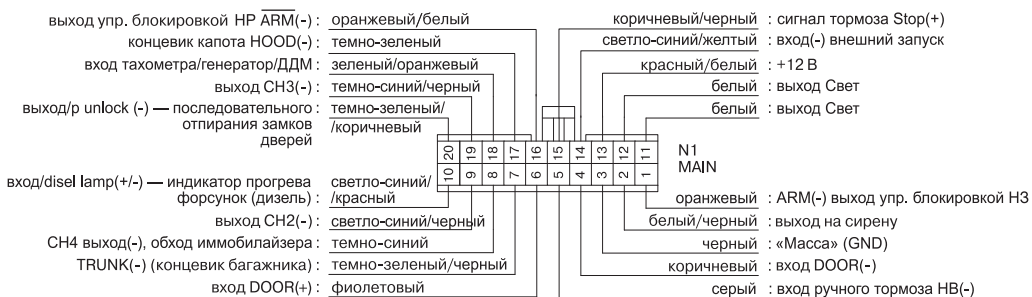 выход упр. блокировкой НР ARM(-) : оранжевый/белый
концевик капота HOOD(-) : темно-зеленый
вход тахометра/генератор/ДДМ : зеленый/оранжевый
выход CH3(-) : темно-синий/черный
выход/p unlock (-) — последовательного : темно-зеленый/
отпирания замков /коричневый
дверей
коричневый/черный : сигнал тормоза Stop(+)
светло-синий/желтый : вход(-) внешний запуск
красный/белый : +12 В
белый : выход Свет
белый : выход Свет
20 19 18 17 16 15 14 13 12 11
10 9 8 7 6 5 4 3 2 1
N1
MAIN
вход/disel lamp(+/-) — индикатор прогрева светло-синий/
форсунок (дизель) : /красный
выход CH2(-) : светло-синий/черный
CH4 выход(-), обход иммобилайзера : темно-синий
TRUNK(-) (концевик багажника) : темно-зеленый/черный
вход DOOR(+) : фиолетовый
оранжевый : ARM(-) выход упр. блокировкой НЗ
белый/черный : выход на сирену
черный : «Масса» (GND)
коричневый : вход DOOR(-)
серый : вход ручного тормоза HB(-)